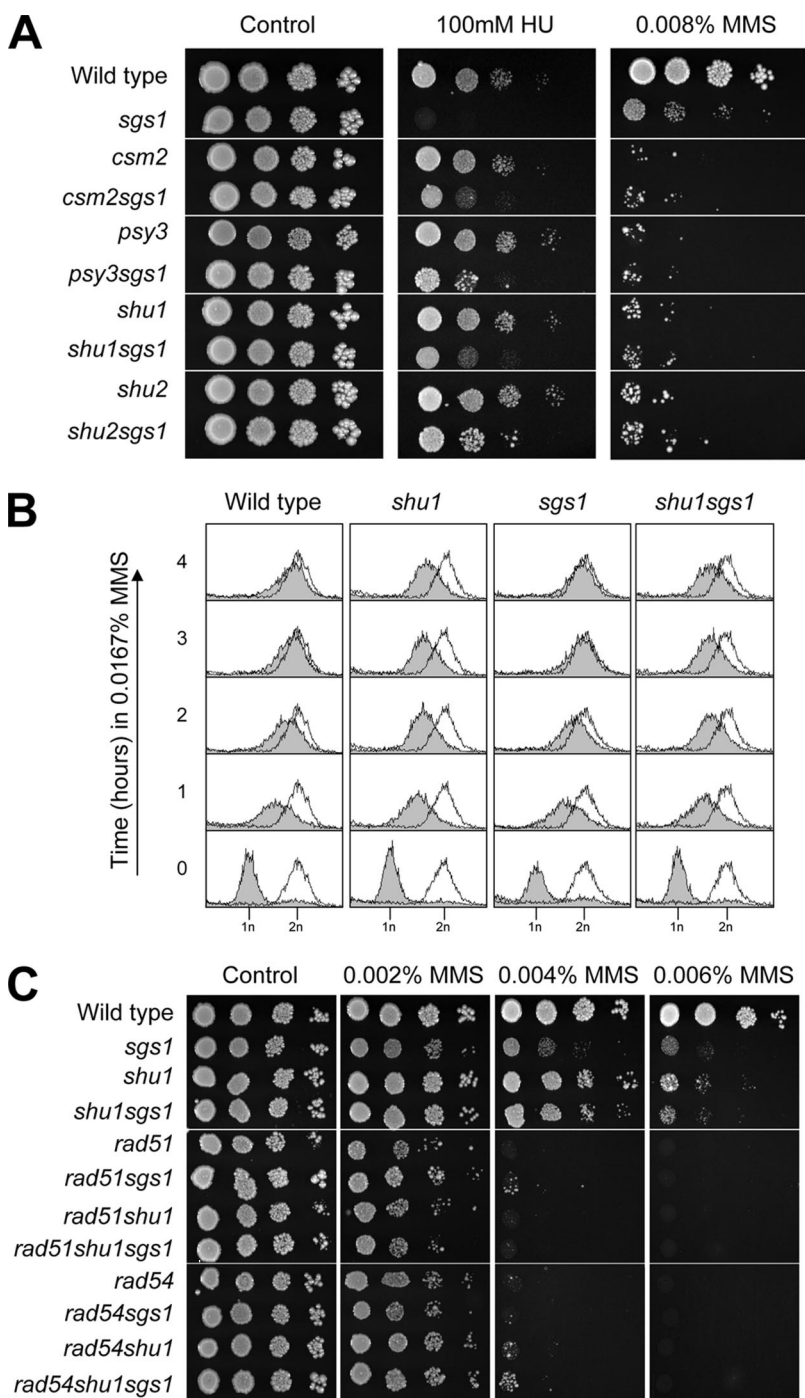 A
Control 100mM HU 0.008% MMS
Wild type
sgs1
csm2
csm2sgs1
psy3
psy3sgs1
shu1
shu1sgs1
shu2
shu2sgs1
B
Wild type shu1 sgs1 shu1sgs1
Time (hours) in 0.0167% MMS
4
3
2
1
0
1n 2n 1n 2n 1n 2n 1n 2n
C
Control 0.002% MMS 0.004% MMS 0.006% MMS
Wild type
sgs1
shu1
shu1sgs1
rad51
rad51sgs1
rad51shu1
rad51shu1sgs1
rad54
rad54sgs1
rad54shu1
rad54shu1sgs1